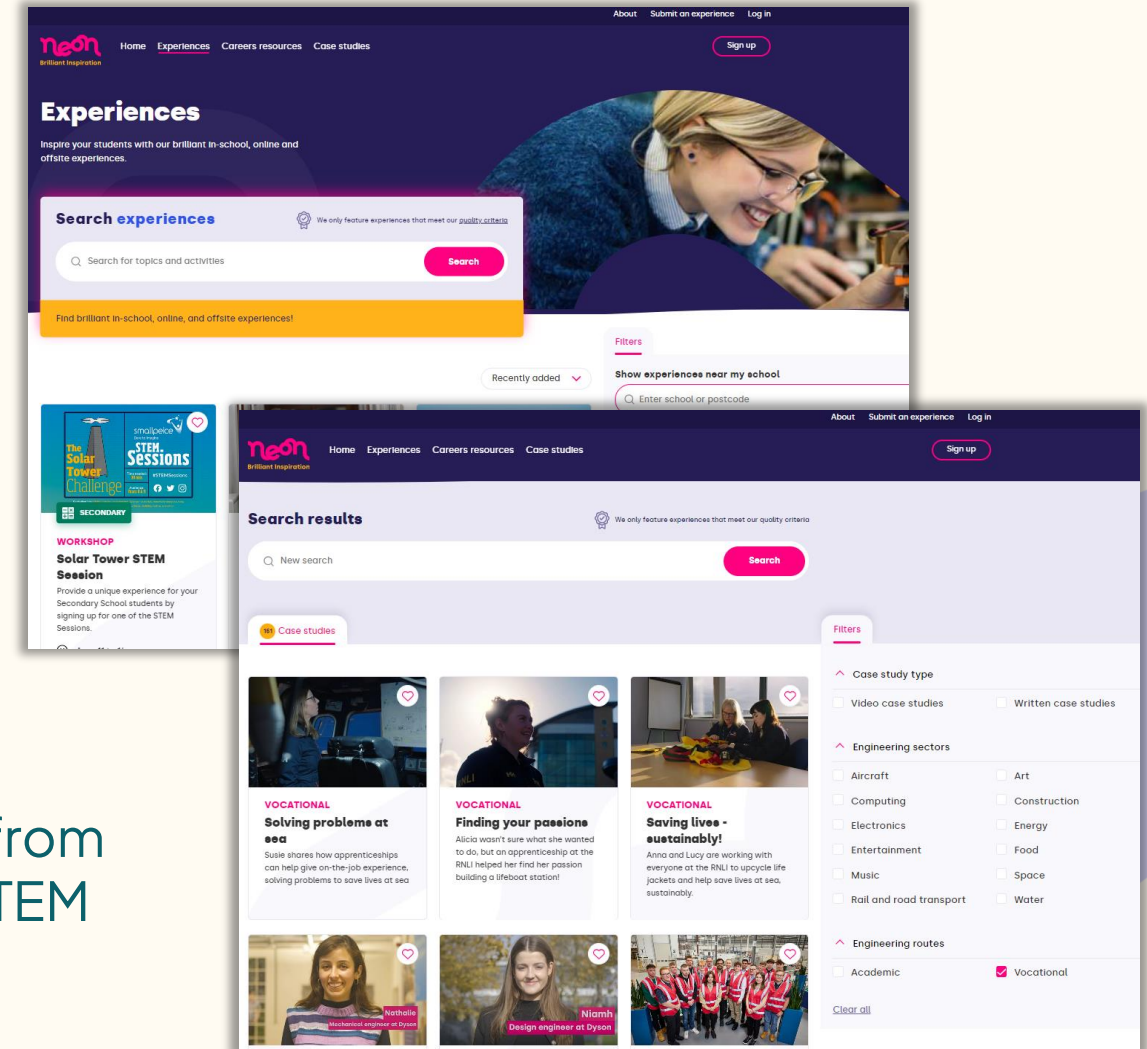 About Submit an experience Log in
neon
Brilliant Inspiration
Home Experiences Careers resources Case studies
Sign up
Experiences
Inspire your students with our brilliant in-school, online and
offsite experiences.
Search experiences
We only feature experiences that meet our quality criteria
Search for topics and activities
Search
Find brilliant in-school, online, and offsite experiences!
Filters
Recently added
Show experiences near my school
Enter school or postcode
smallpeice
The
Solar
Tower
Challenge
STEM
Sessions
#STEMSessions
SECONDARY
WORKSHOP
Solar Tower STEM
Session
Provide a unique experience for your
Secondary School students by
signing up for one of the STEM
Sessions.
About Submit an experience Log in
neon
Brilliant Inspiration
Home Experiences Careers resources Case studies
Sign up
Search results
We only feature experiences that meet our quality criteria
New search
Search
161 Case studies
Filters
Case study type
Video case studies Written case studies
Engineering sectors
Aircraft Art
Computing Construction
Electronics Energy
Entertainment Food
Music Space
Rail and road transport Water
Engineering routes
Academic Vocational
Clear all
VOCATIONAL
Solving problems at
sea
Susie shares how apprenticeships
can help give on-the-job experience,
solving problems to save lives at sea
VOCATIONAL
Finding your passions
Alicia wasn't sure what she wanted
to do, but an apprenticeship at the
RNLI helped her find her passion
building a lifeboat station!
VOCATIONAL
Saving lives -
sustainably!
Anna and Lucy are working with
everyone at the RNLI to upcycle life
jackets and help save lives at sea,
sustainably.
Nathalie
Mechanical engineer at Dyson
Niamh
Design engineer at Dyson
from
TEM